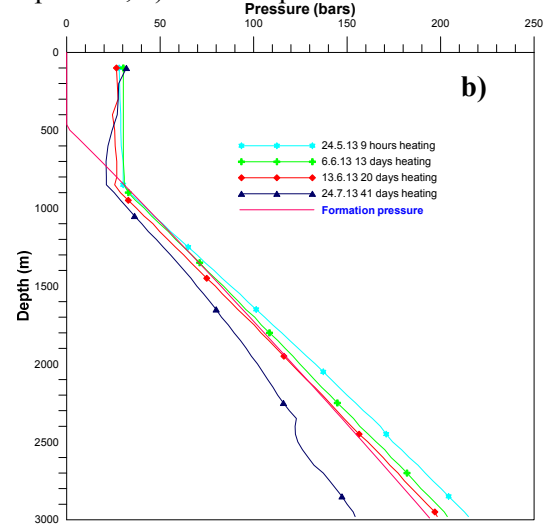 Pressure (bars)
0 50 100 150 200 250
b)
24.5.13 9 hours heating
6.6.13 13 days heating
13.6.13 20 days heating
24.7.13 41 days heating
Formation pressure
Depth (m)
0
500
1000
1500
2000
2500
3000